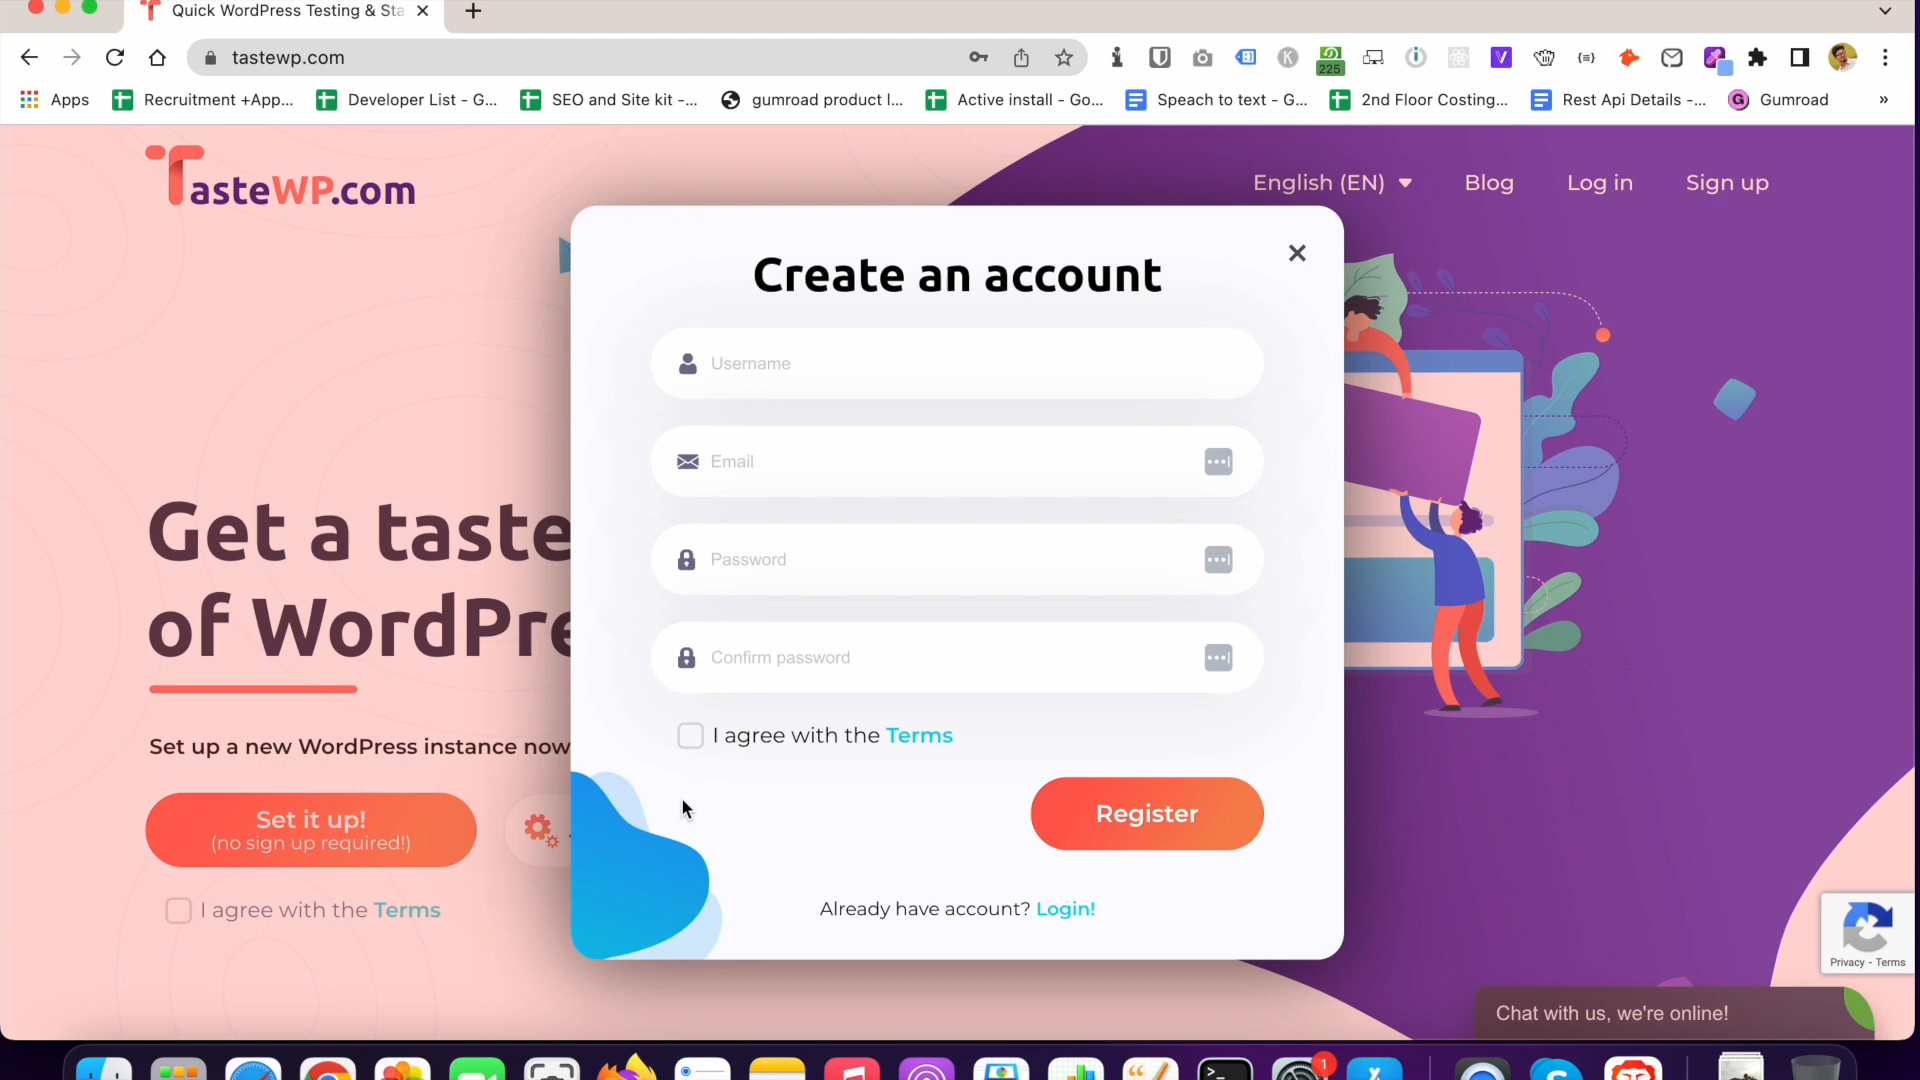 Quick WordPress Testing & Sta
tastewp.com
225
Apps
Recruitment +App...
Developer List - G...
SEO and Site kit -...
gumroad product l...
Active install - Go...
Speach to text - G...
2nd Floor Costing...
Rest Api Details -...
Gumroad
»
TasteWP.com
English (EN)
Blog
Log in
Sign up
Create an account
Username
Email
Password
Confirm password
I agree with the Terms
Register
Already have account? Login!
Get a taste
of WordPre
Set up a new WordPress instance now
Set it up!
(no sign up required!)
I agree with the Terms
Privacy - Terms
Chat with us, we're online!
1